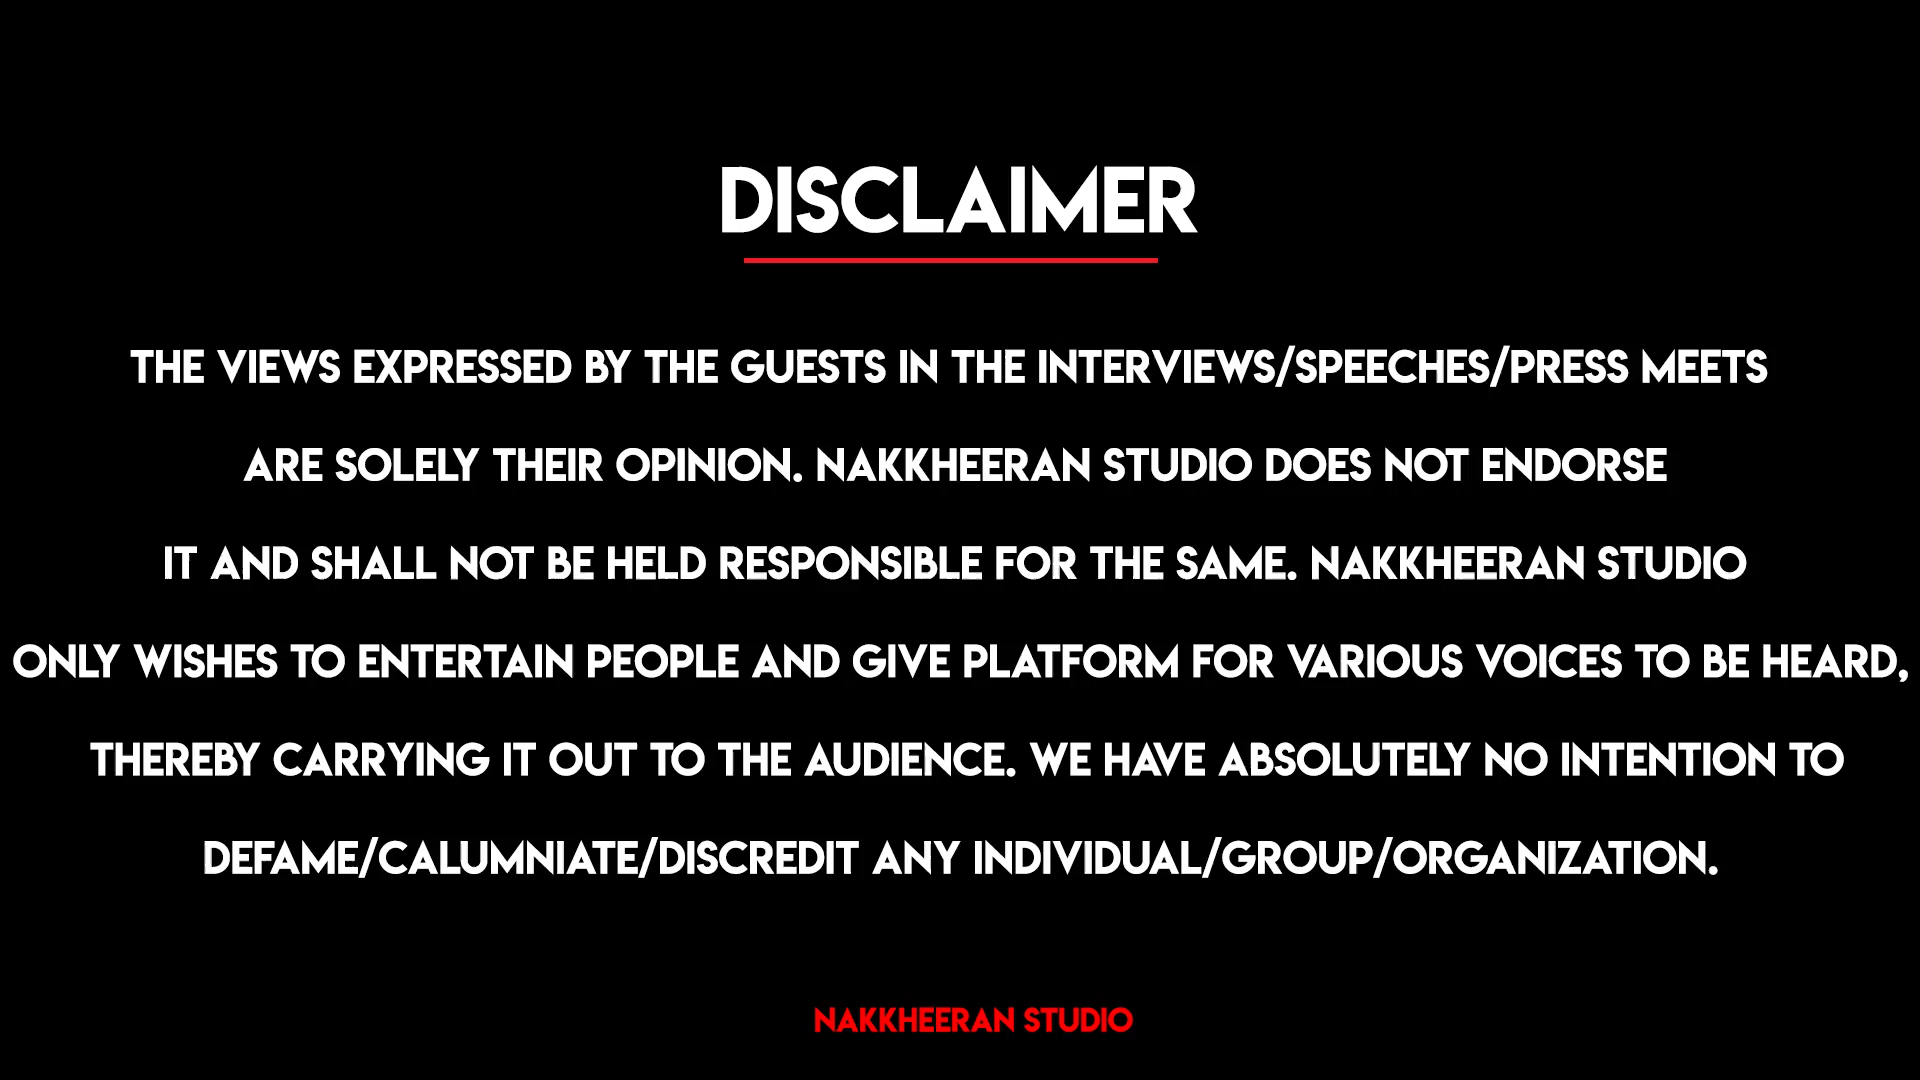 DISCLAIMER
THE VIEWS EXPRESSED BY THE GUESTS IN THE INTERVIEWS/SPEECHES/PRESS MEETS
ARE SOLELY THEIR OPINION. NAKKHEERAN STUDIO DOES NOT ENDORSE
IT AND SHALL NOT BE HELD RESPONSIBLE FOR THE SAME. NAKKHEERAN STUDIO
ONLY WISHES TO ENTERTAIN PEOPLE AND GIVE PLATFORM FOR VARIOUS VOICES TO BE HEARD,
THEREBY CARRYING IT OUT TO THE AUDIENCE. WE HAVE ABSOLUTELY NO INTENTION TO
DEFAME/CALUMNIATE/DISCREDIT ANY INDIVIDUAL/GROUP/ORGANIZATION.
NAKKHEERAN STUDIO